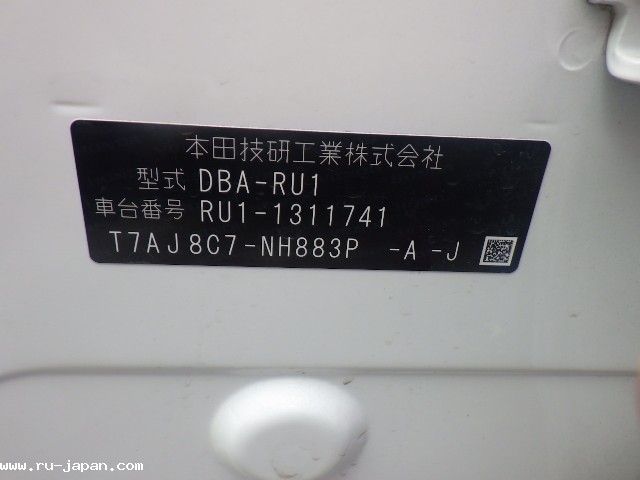 本田技研工業株式会社
型式 DBA-RU1
車台番号 RU1-1311741
T7AJ8C7-NH883P -A -J
www.ru-japan.com